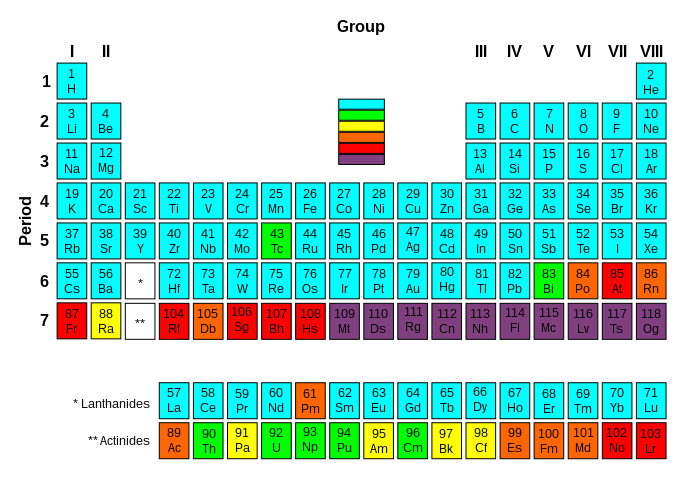 Group
I II III IV V VI VII VIII
Period
1
1 2
H He
2
3 4 5 6 7 8 9 10
Li Be B C N O F Ne
3
11 12 13 14 15 16 17 18
Na Mg Al Si P S Cl Ar
4
19 20 21 22 23 24 25 26 27 28 29 30 31 32 33 34 35 36
K Ca Sc Ti V Cr Mn Fe Co Ni Cu Zn Ga Ge As Se Br Kr
5
37 38 39 40 41 42 43 44 45 46 47 48 49 50 51 52 53 54
Rb Sr Y Zr Nb Mo Tc Ru Rh Pd Ag Cd In Sn Sb Te I Xe
6
55 56 * 72 73 74 75 76 77 78 79 80 81 82 83 84 85 86
Cs Ba Hf Ta W Re Os Ir Pt Au Hg Tl Pb Bi Po At Rn
7
87 88 ** 104 105 106 107 108 109 110 111 112 113 114 115 116 117 118
Fr Ra Rf Db Sg Bh Hs Mt Ds Rg Cn Nh Fl Mc Lv Ts Og
* Lanthanides
57 58 59 60 61 62 63 64 65 66 67 68 69 70 71
La Ce Pr Nd Pm Sm Eu Gd Tb Dy Ho Er Tm Yb Lu
** Actinides
89 90 91 92 93 94 95 96 97 98 99 100 101 102 103
Ac Th Pa U Np Pu Am Cm Bk Cf Es Fm Md No Lr